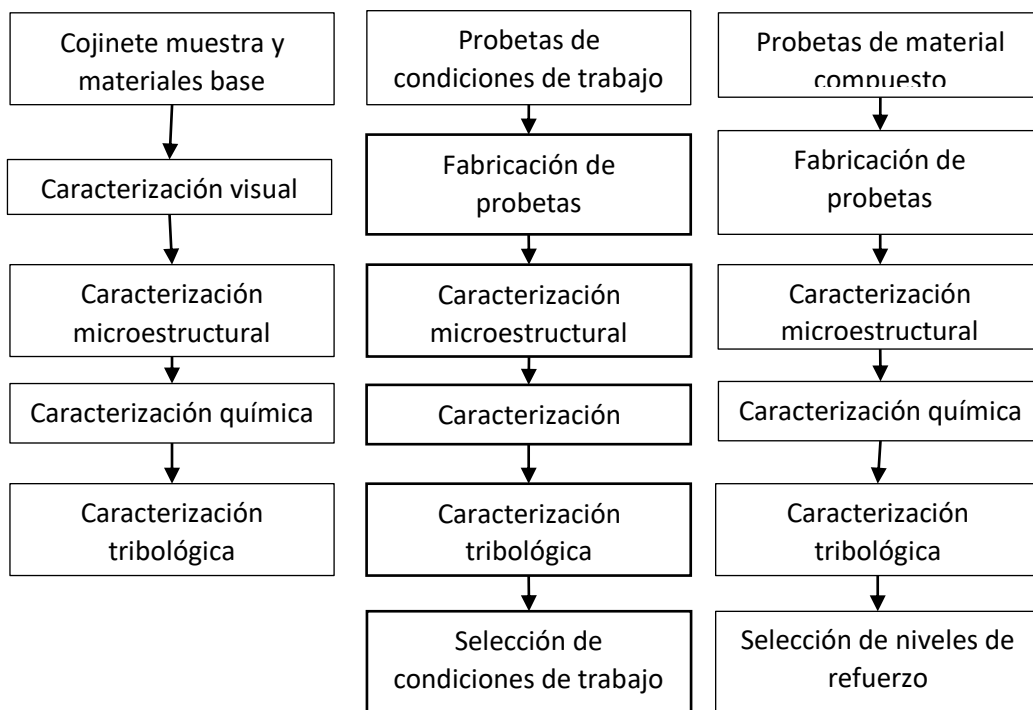 Cojinete muestra y
materiales base
Caracterización visual
Caracterización
microestructural
Caracterización química
Caracterización
tribológica
Probetas de
condiciones de trabajo
Fabricación de
probetas
Caracterización
microestructural
Caracterización
Caracterización
tribológica
Selección de
condiciones de trabajo
Probetas de material
compuesto
Fabricación de
probetas
Caracterización
microestructural
Caracterización química
Caracterización
tribológica
Selección de niveles de
refuerzo